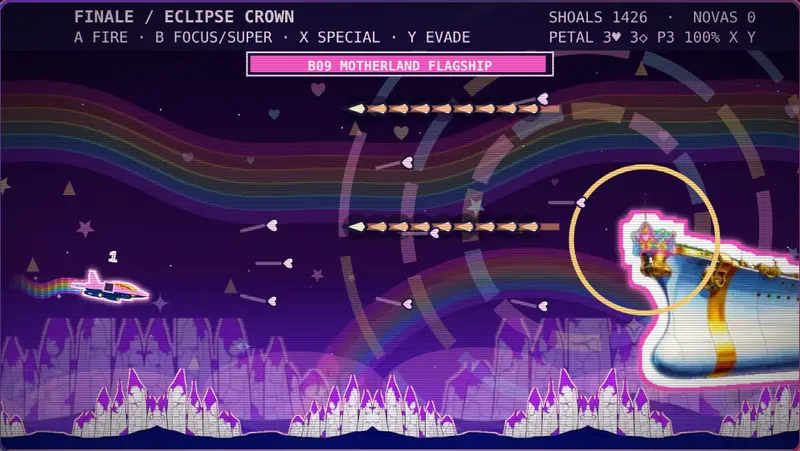 FINALE / ECLIPSE CROWN
SHOALS 1426 · NOVAS 0
A FIRE · B FOCUS/SUPER · X SPECIAL · Y EVADE
PETAL 3♥ 3◇ P3 100% X Y
B09 MOTHERLAND FLAGSHIP
1